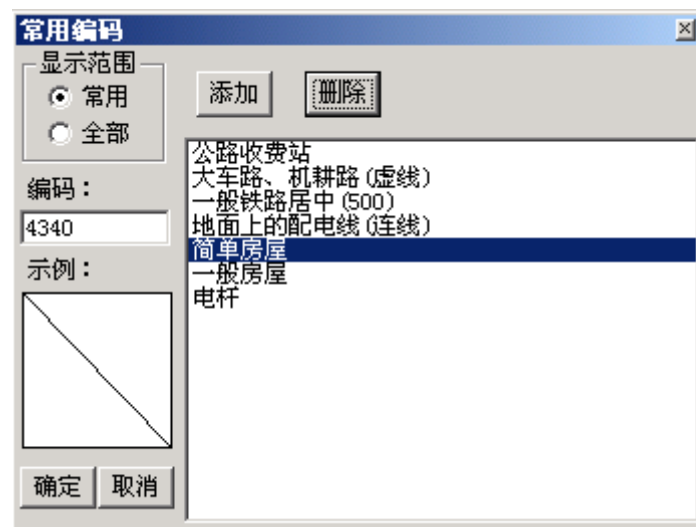 常用编码
显示范围
常用
全部
添加
删除
编码：
4340
示例：
确定
取消
公路收费站
大车路、机耕路(虚线)
一般铁路居中(500)
地面上的配电线(连线)
简单房屋
一般房屋
电杆